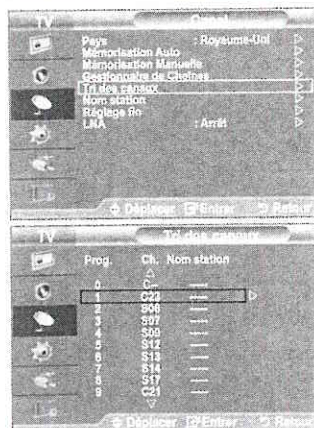 TV Canal
Pays : Royaume-Uni
Mémorisation Auto
Mémorisation Manuelle
Gestionnaire de Chaînes
Tri des canaux
Nom station
Réglage fin
LNA : Arrêt
Déplacer Entrer Retour
TV Tri des canaux
Prog. Ch. Nom station
0 C-- -----
1 C23 -----
2 S06 -----
3 S07 -----
4 S09 -----
5 S12 -----
6 S13 -----
7 S14 -----
8 S17 -----
9 C21 -----
Déplacer Entrer Retour